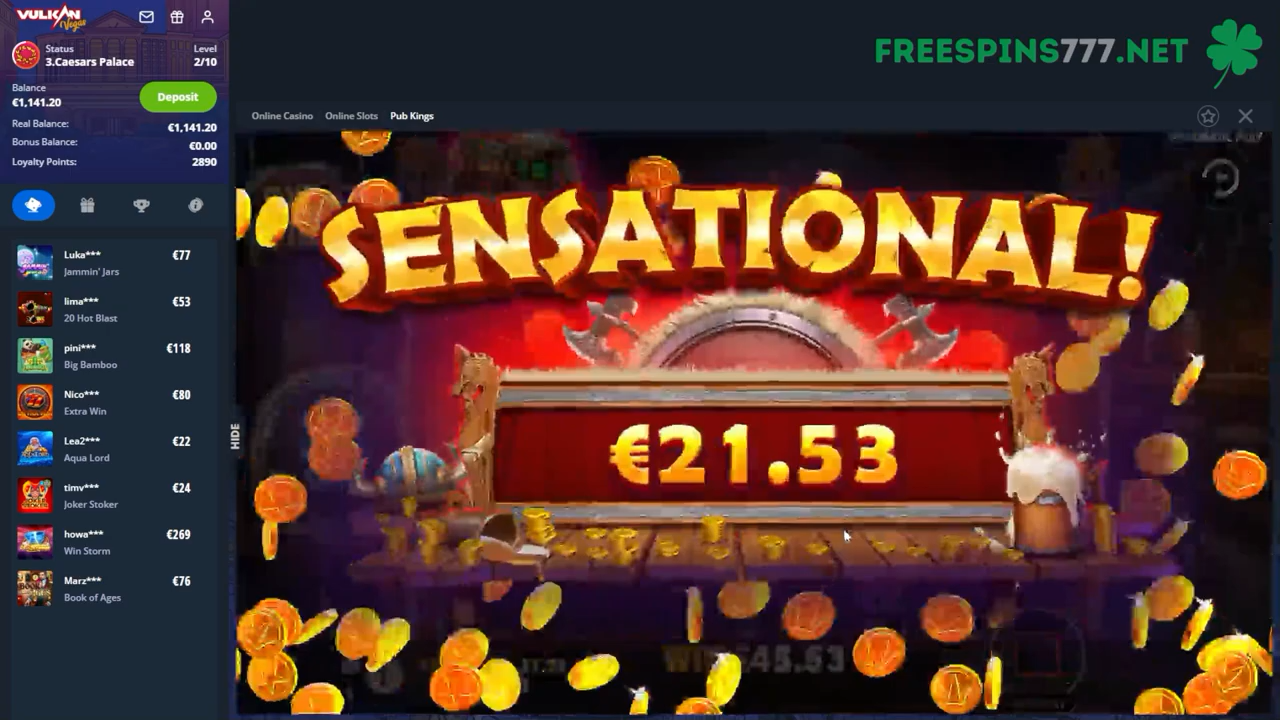 VULKAN
Vegas
Status
3.Caesars Palace
Level
2/10
Balance
€1,141.20
Deposit
Real Balance:
€1,141.20
Bonus Balance:
€0.00
Loyalty Points:
2890
Luka***
€77
Jammin' Jars
lima***
€53
20 Hot Blast
pini***
€118
Big Bamboo
Nico***
€80
Extra Win
Lea2***
€22
Aqua Lord
timv***
€24
Joker Stoker
howa***
€269
Win Storm
Marz***
€76
Book of Ages
HIDE
FREESPINS777.NET
Online Casino
Online Slots
Pub Kings
SENSATIONAL!
€21.53
WIN €45.53